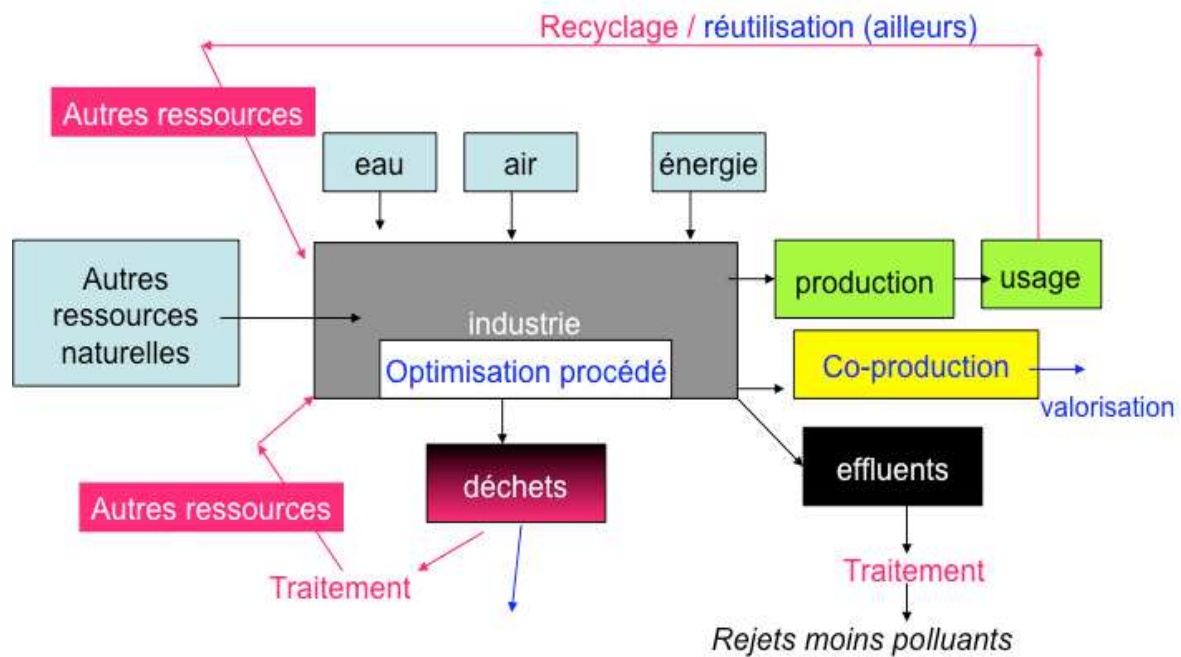 Recyclage / réutilisation (ailleurs)
Autres ressources
eau
air
énergie
Autres
ressources
naturelles
industrie
Optimisation procédé
production
usage
Co-production
valorisation
déchets
effluents
Autres ressources
Traitement
Traitement
Rejets moins polluants